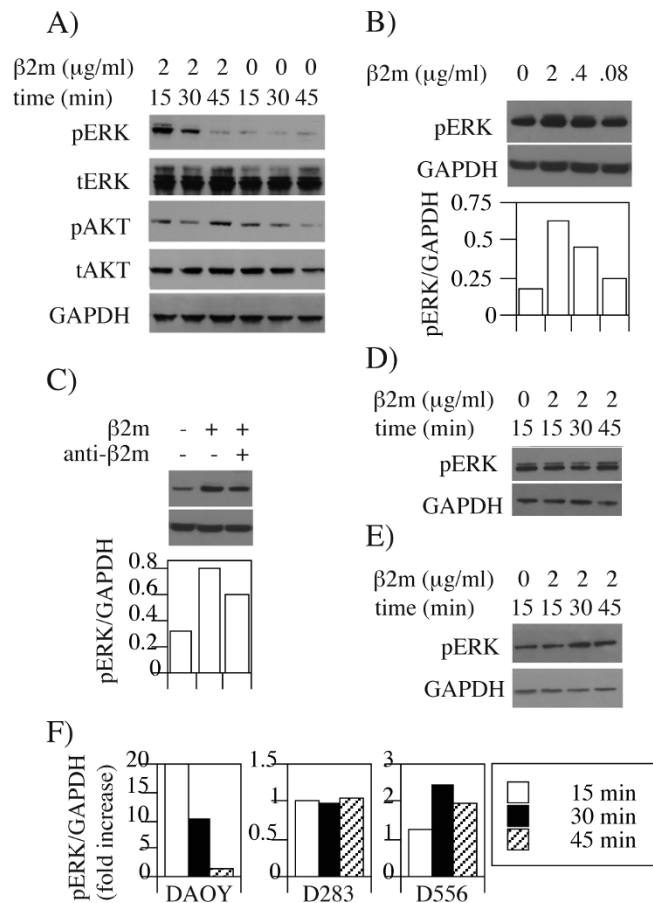 A)
β2m (μg/ml) 2 2 2 0 0 0
time (min) 15 30 45 15 30 45
pERK
tERK
pAKT
tAKT
GAPDH
B)
β2m (μg/ml) 0 2 .4 .08
pERK
GAPDH
pERK/GAPDH
0.75
0.5
0.25
0
C)
β2m - + +
anti-β2m - - +
pERK/GAPDH
0.8
0.6
0.4
0.2
0
D)
β2m (μg/ml) 0 2 2 2
time (min) 15 15 30 45
pERK
GAPDH
E)
β2m (μg/ml) 0 2 2 2
time (min) 15 15 30 45
pERK
GAPDH
F)
pERK/GAPDH
(fold increase)
20
15
10
5
0
DAOY
1.5
1
0.5
0
D283
3
2
1
0
D556
15 min
30 min
45 min